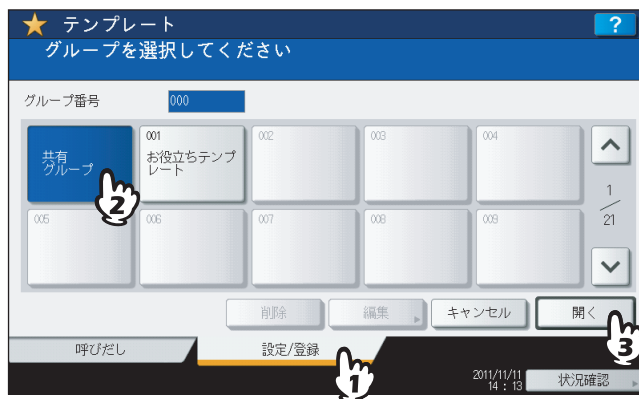 テンプレート
?
グループを選択してください
グループ番号 000
共有
グループ
001
お役立ちテンプ
レート
002
003
004
2
1
21
005
006
007
008
009
削除
編集
キャンセル
開く
3
呼びだし
設定/登録
1
2011/11/11
14 : 13
状況確認